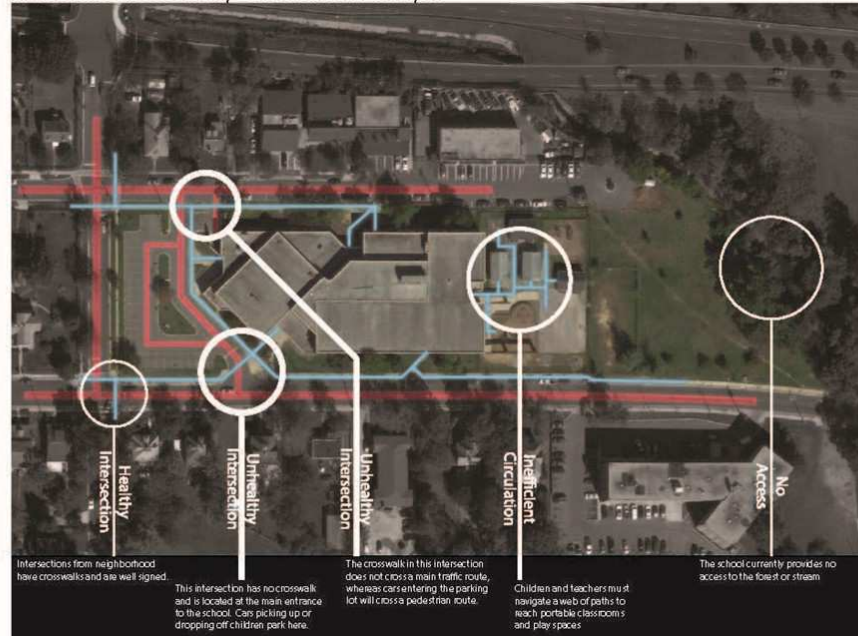 Healthy
Intersection
Unhealthy
Intersection
Unhealthy
Intersection
Inefficient
Circulation
No
Access
Intersections from neighborhood
have crosswalks and are well signed.
This intersection has no crosswalk
and is located at the main entrance
to the school. Cars picking up or
dropping off children park here.
The crosswalk in this intersection
does not cross a main traffic route,
whereas cars entering the parking
lot will cross a pedestrian route.
Children and teachers must
navigate a web of paths to
reach portable classrooms
and play spaces
The school currently provides no
access to the forest or stream